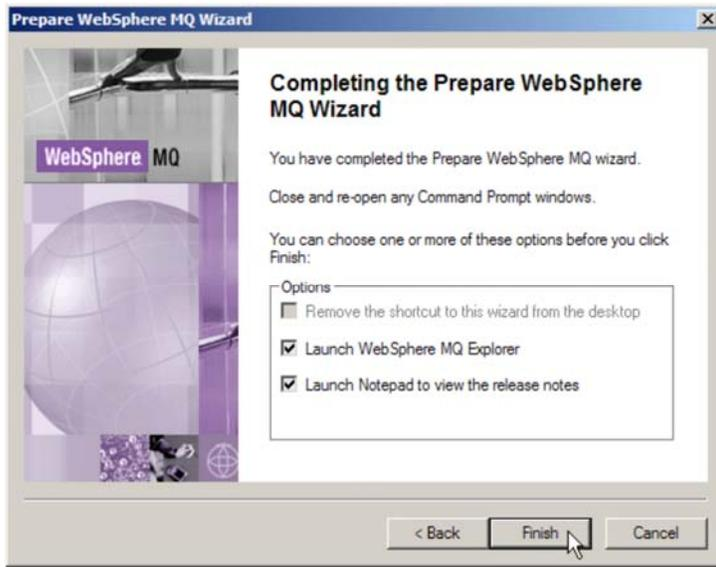 Prepare WebSphere MQ Wizard
WebSphere MQ
Completing the Prepare WebSphere
MQ Wizard
You have completed the Prepare WebSphere MQ wizard.
Close and re-open any Command Prompt windows.
You can choose one or more of these options before you click
Finish:
Options
Remove the shortcut to this wizard from the desktop
Launch WebSphere MQ Explorer
Launch Notepad to view the release notes
< Back
Finish
Cancel